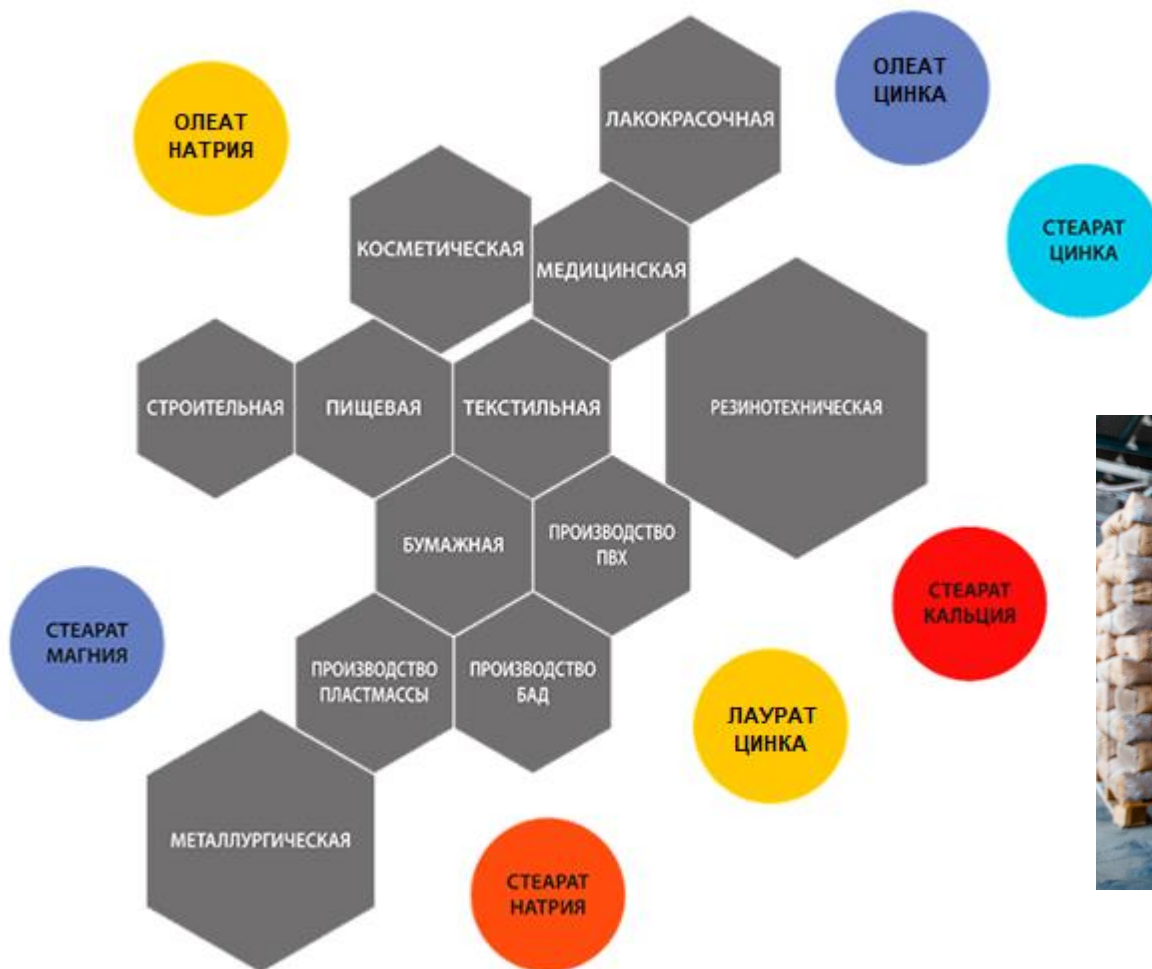 ЛАКОКРАСОЧНАЯ
ОЛЕАТ
ЦИНКА
ОЛЕАТ
НАТРИЯ
КОСМЕТИЧЕСКАЯ
МЕДИЦИНСКАЯ
СТЕАРАТ
ЦИНКА
СТРОИТЕЛЬНАЯ
ПИЩЕВАЯ
ТЕКСТИЛЬНАЯ
РЕЗИНОТЕХНИЧЕСКАЯ
БУМАЖНАЯ
ПРОИЗВОДСТВО
ПВХ
СТЕАРАТ
КАЛЬЦИЯ
СТЕАРАТ
МАГНИЯ
ПРОИЗВОДСТВО
ПЛАСТМАССЫ
ПРОИЗВОДСТВО
БАД
ЛАУРАТ
ЦИНКА
МЕТАЛЛУРГИЧЕСКАЯ
СТЕАРАТ
НАТРИЯ